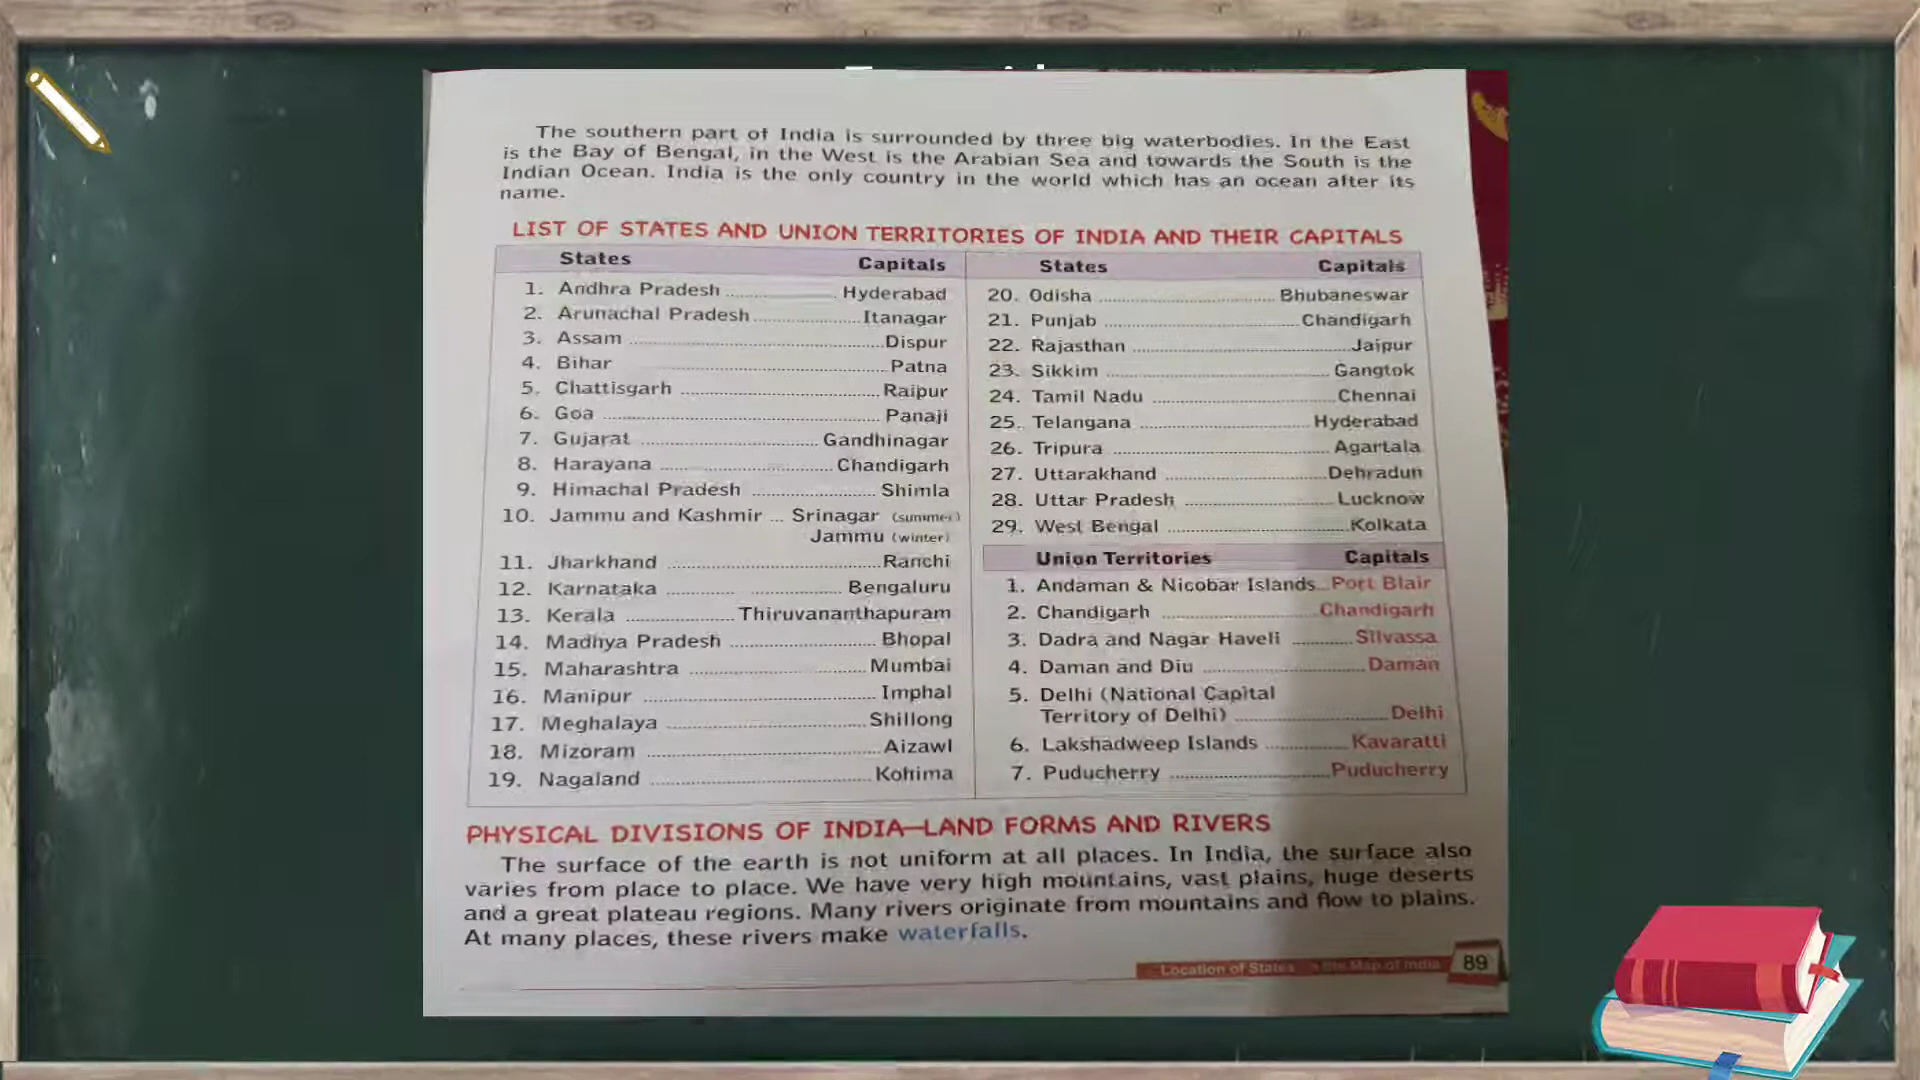 The southern part of India is surrounded by three big waterbodies. In the East
is the Bay of Bengal, in the West is the Arabian Sea and towards the South is the
Indian Ocean. India is the only country in the world which has an ocean after its
name.
LIST OF STATES AND UNION TERRITORIES OF INDIA AND THEIR CAPITALS
States Capitals
1. Andhra Pradesh ............... Hyderabad
2. Arunachal Pradesh ............... Itanagar
3. Assam ............... Dispur
4. Bihar ............... Patna
5. Chattisgarh ............... Raipur
6. Goa ............... Panaji
7. Gujarat ............... Gandhinagar
8. Harayana ............... Chandigarh
9. Himachal Pradesh ............... Shimla
10. Jammu and Kashmir ... Srinagar (summer)
Jammu (winter)
11. Jharkhand ............... Ranchi
12. Karnataka ............... Bengaluru
13. Kerala ............... Thiruvananthapuram
14. Madhya Pradesh ............... Bhopal
15. Maharashtra ............... Mumbai
16. Manipur ............... Imphal
17. Meghalaya ............... Shillong
18. Mizoram ............... Aizawl
19. Nagaland ............... Kohima
States Capitals
20. Odisha ............... Bhubaneswar
21. Punjab ............... Chandigarh
22. Rajasthan ............... Jaipur
23. Sikkim ............... Gangtok
24. Tamil Nadu ............... Chennai
25. Telangana ............... Hyderabad
26. Tripura ............... Agartala
27. Uttarakhand ............... Dehradun
28. Uttar Pradesh ............... Lucknow
29. West Bengal ............... Kolkata
Union Territories Capitals
1. Andaman & Nicobar Islands... Port Blair
2. Chandigarh ............... Chandigarh
3. Dadra and Nagar Haveli ............... Silvassa
4. Daman and Diu ............... Daman
5. Delhi (National Capital
Territory of Delhi) ............... Delhi
6. Lakshadweep Islands ............... Kavaratti
7. Puducherry ............... Puducherry
PHYSICAL DIVISIONS OF INDIA—LAND FORMS AND RIVERS
The surface of the earth is not uniform at all places. In India, the surface also
varies from place to place. We have very high mountains, vast plains, huge deserts
and a great plateau regions. Many rivers originate from mountains and flow to plains.
At many places, these rivers make waterfalls.
Location of States the Map of India 89